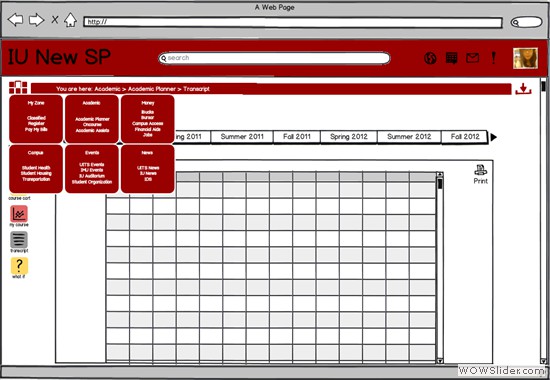 A Web Page
http://
IU New SP
search
You are here: Academic > Academic Planner > Transcript
My Zone
Classified
Register
Pay My Bills
Academic
Academic Planner
Oncourse
Academic Assists
Money
Bucks
Bursar
Campus Access
Financial Aids
Jobs
ing 2011
Summer 2011
Fall 2011
Spring 2012
Summer 2012
Fall 2012
Campus
Student Health
Student Housing
Transportation
Events
UITS Events
IMU Events
IU Auditorium
Student Organization
News
UITS News
IU News
IDS
Print
course cart
my course
transcript
what if
WOWSlider.com